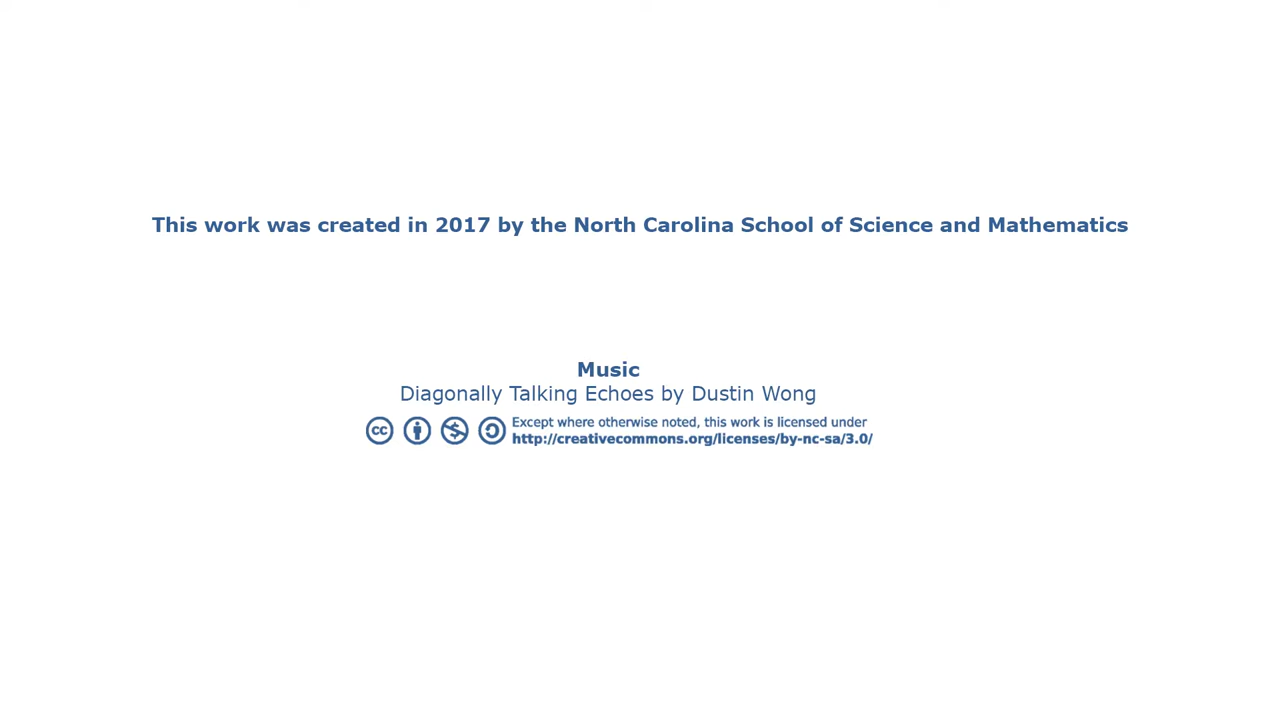 This work was created in 2017 by the North Carolina School of Science and Mathematics
Music
Diagonally Talking Echoes by Dustin Wong
cc Except where otherwise noted, this work is licensed under
http://creativecommons.org/licenses/by-nc-sa/3.0/